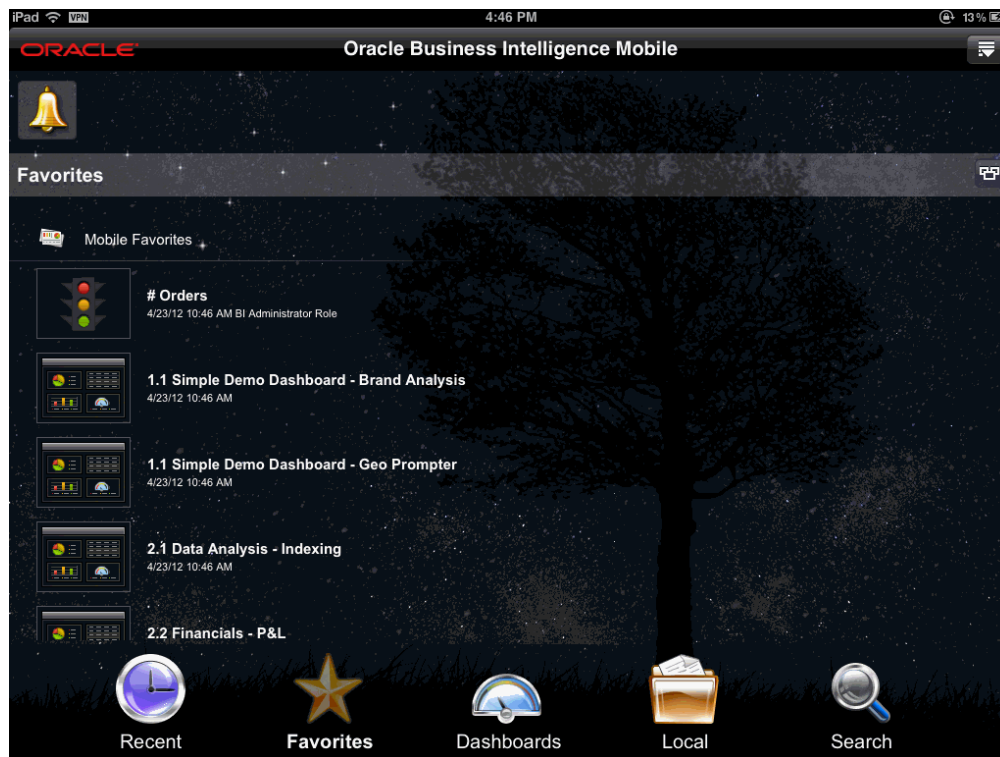 iPad VPN 4:46 PM 13%
ORACLE Oracle Business Intelligence Mobile
Favorites
Mobile Favorites
# Orders
4/23/12 10:46 AM BI Administrator Role
1.1 Simple Demo Dashboard - Brand Analysis
4/23/12 10:46 AM
1.1 Simple Demo Dashboard - Geo Prompter
4/23/12 10:46 AM
2.1 Data Analysis - Indexing
4/23/12 10:46 AM
2.2 Financials - P&L
Recent Favorites Dashboards Local Search